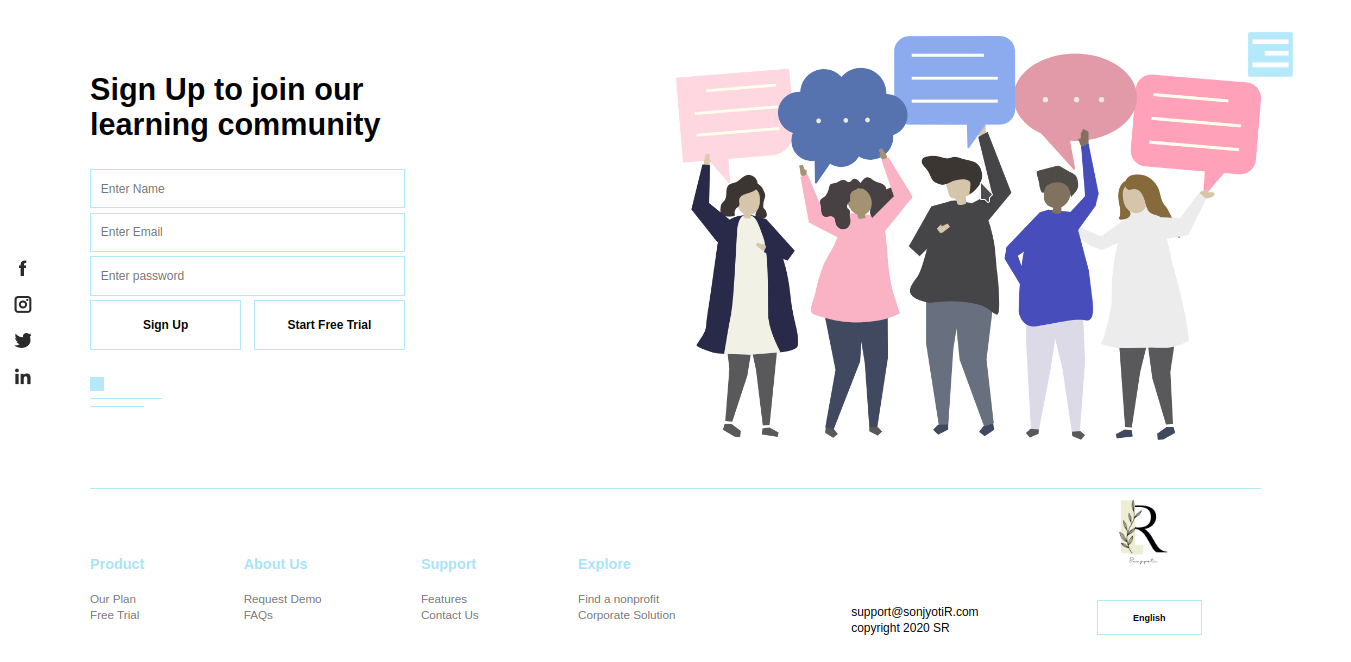 Sign Up to join our
learning community
Enter Name
Enter Email
Enter password
Sign Up
Start Free Trial
R
Product
Our Plan
Free Trial
About Us
Request Demo
FAQs
Support
Features
Contact Us
Explore
Find a nonprofit
Corporate Solution
support@sonjyotiR.com
copyright 2020 SR
English